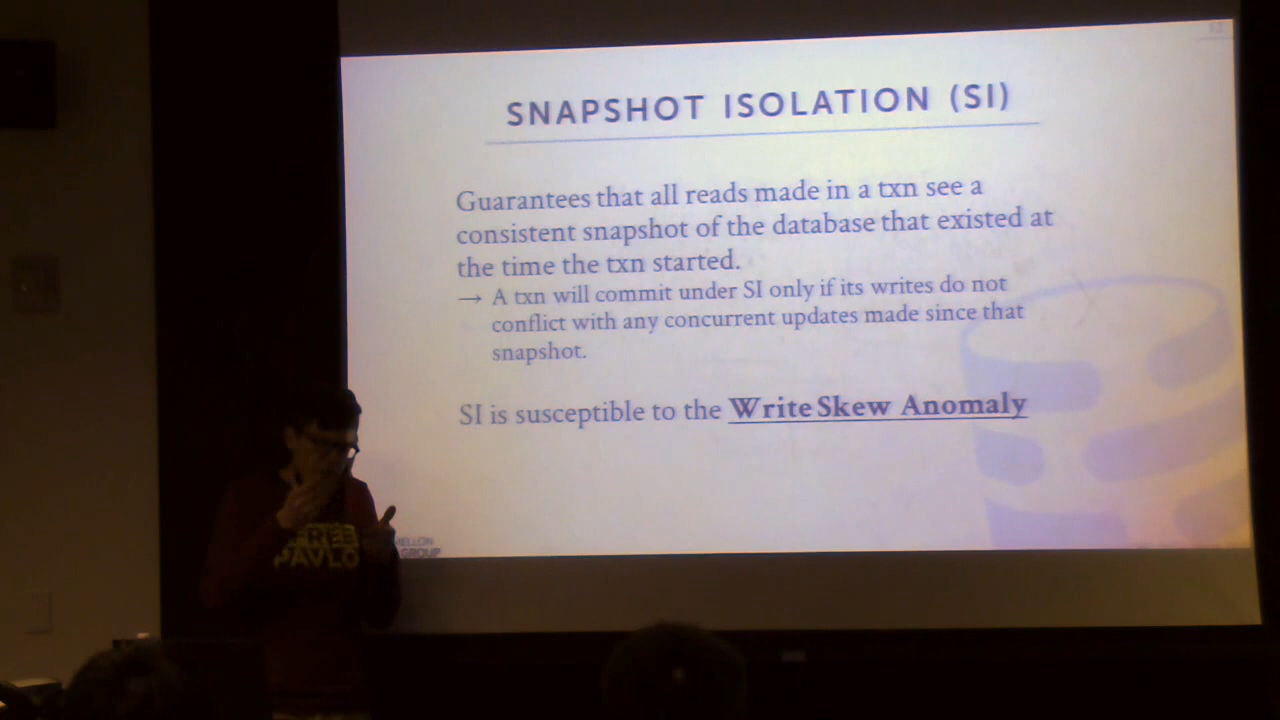 SNAPSHOT ISOLATION (SI)
Guarantees that all reads made in a txn see a
consistent snapshot of the database that existed at
the time the txn started.
→ A txn will commit under SI only if its writes do not
conflict with any concurrent updates made since that
snapshot.
SI is susceptible to the Write Skew Anomaly
FREE
PAVLO
MELLON
GROUP